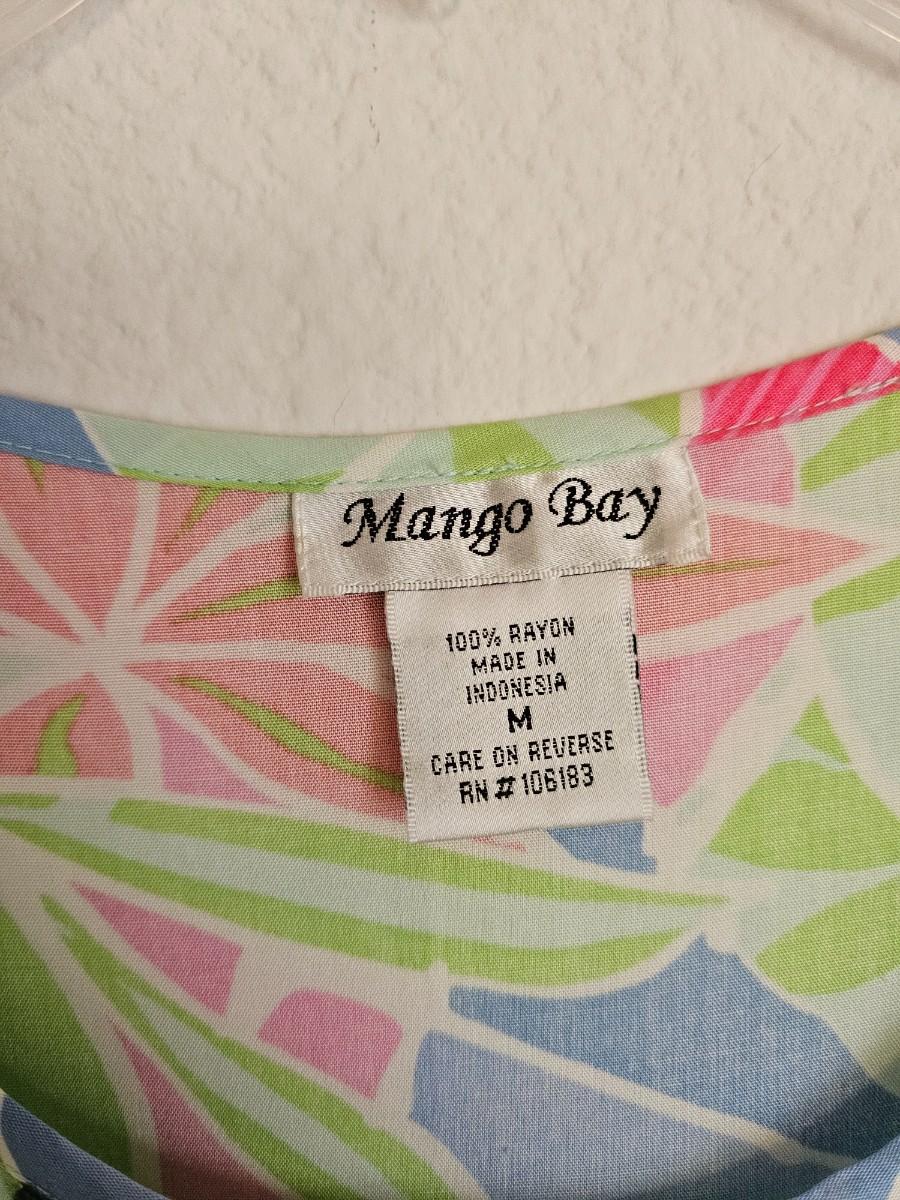 Mango Bay
100% RAYON
MADE IN
INDONESIA
M
CARE ON REVERSE
RN # 106183